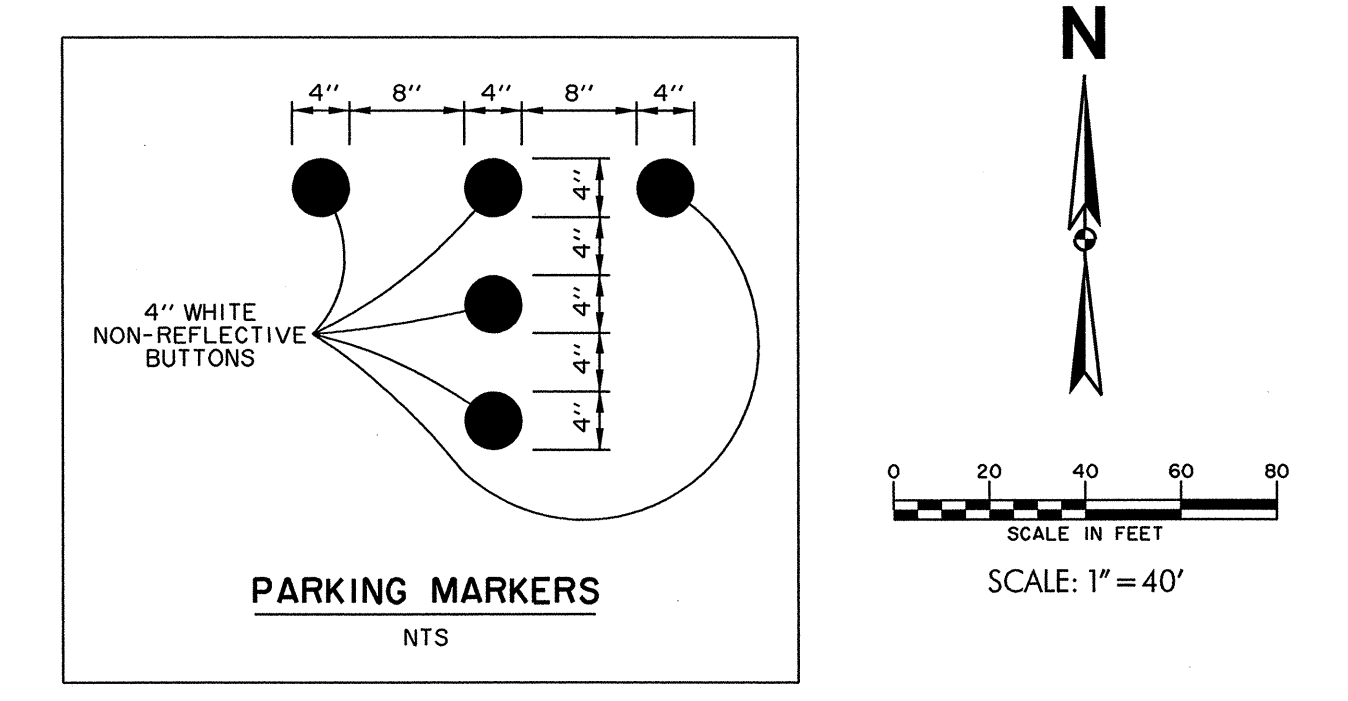 4" 8" 4" 8" 4"
4"
4"
4"
4"
4"
4" WHITE
NON-REFLECTIVE
BUTTONS
PARKING MARKERS
NTS
N
0 20 40 60 80
SCALE IN FEET
SCALE: 1" = 40'